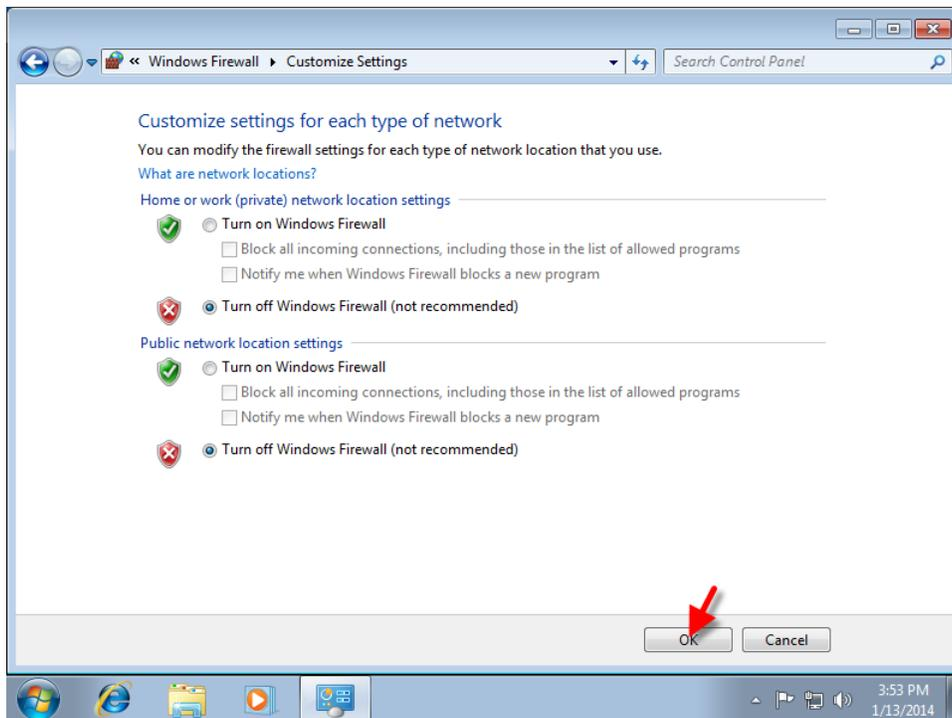 « Windows Firewall ▸ Customize Settings
Search Control Panel
Customize settings for each type of network
You can modify the firewall settings for each type of network location that you use.
What are network locations?
Home or work (private) network location settings
Turn on Windows Firewall
Block all incoming connections, including those in the list of allowed programs
Notify me when Windows Firewall blocks a new program
Turn off Windows Firewall (not recommended)
Public network location settings
Turn on Windows Firewall
Block all incoming connections, including those in the list of allowed programs
Notify me when Windows Firewall blocks a new program
Turn off Windows Firewall (not recommended)
OK Cancel
3:53 PM
1/13/2014